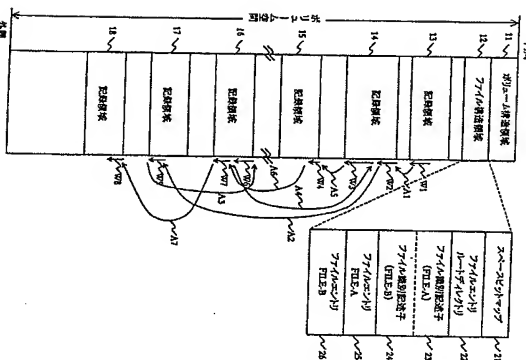 ボリューム空間
内周
外周
11
ボリューム構造領域
12
ファイル構造領域
13
記録領域
14
記録領域
15
記録領域
16
記録領域
17
記録領域
18
記録領域
W1
A1
W2
W3
A5
W4
A4
A6
W6
W7
A3
A2
W8
A7
スペースビットマップ
21
ファイルエントリ
ルートディレクトリ
22
ファイル識別記述子
(FILE-A)
23
ファイル識別記述子
(FILE-B)
24
ファイルエントリ
FILE-A
25
ファイルエントリ
FILE-B
26